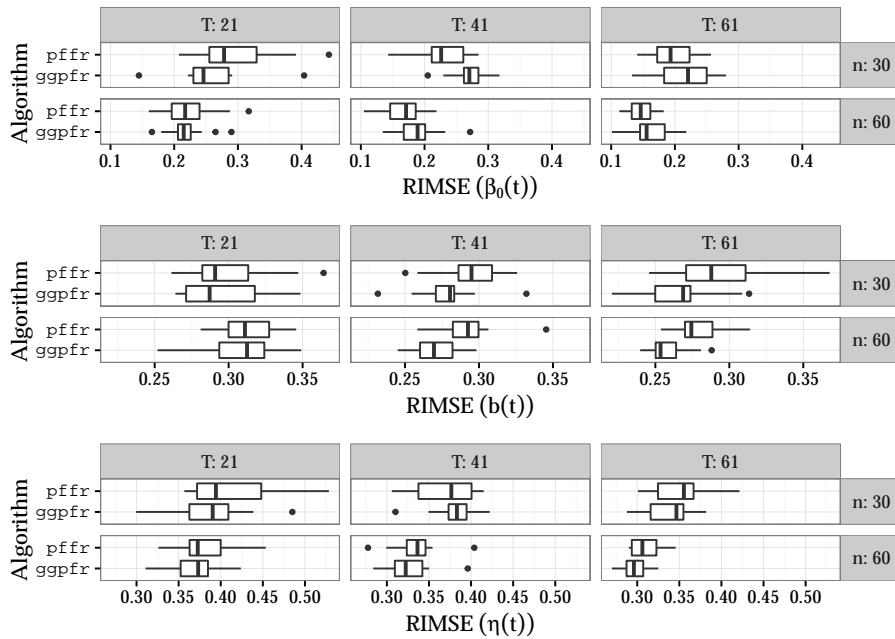 T: 21 T: 41 T: 61
Algorithm
pffr
ggpfr
n: 30
pffr
ggpfr
n: 60
0.1 0.2 0.3 0.4 0.1 0.2 0.3 0.4 0.1 0.2 0.3 0.4
RIMSE (β₀(t))
T: 21 T: 41 T: 61
Algorithm
pffr
ggpfr
n: 30
pffr
ggpfr
n: 60
0.25 0.30 0.35 0.25 0.30 0.35 0.25 0.30 0.35
RIMSE (b(t))
T: 21 T: 41 T: 61
Algorithm
pffr
ggpfr
n: 30
pffr
ggpfr
n: 60
0.30 0.35 0.40 0.45 0.50 0.30 0.35 0.40 0.45 0.50 0.30 0.35 0.40 0.45 0.50
RIMSE (η(t))